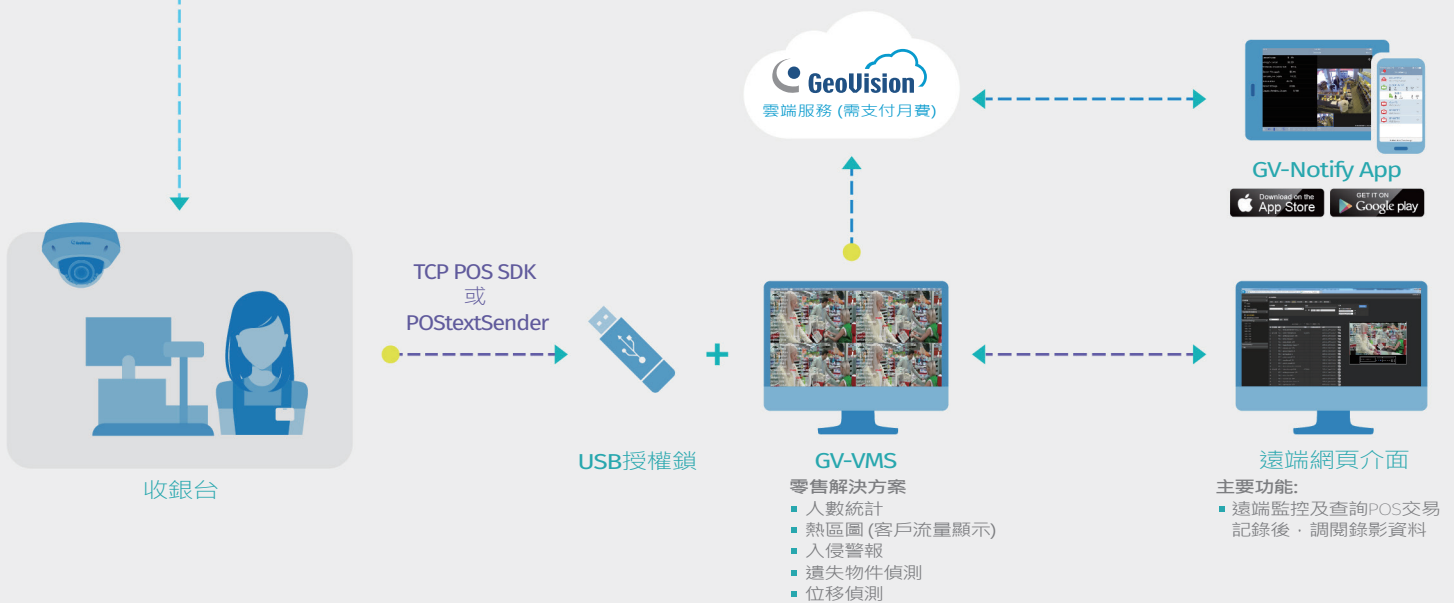 GeoVision
雲端服務 (需支付月費)
GV-Notify App
Download on the
App Store
GET IT ON
Google play
TCP POS SDK
或
POStextSender
收銀台
USB授權鎖
GV-VMS
零售解決方案
▪ 人數統計
▪ 熱區圖 (客戶流量顯示)
▪ 入侵警報
▪ 遺失物件偵測
▪ 位移偵測
遠端網頁介面
主要功能:
▪ 遠端監控及查詢POS交易
記錄後，調閱錄影資料